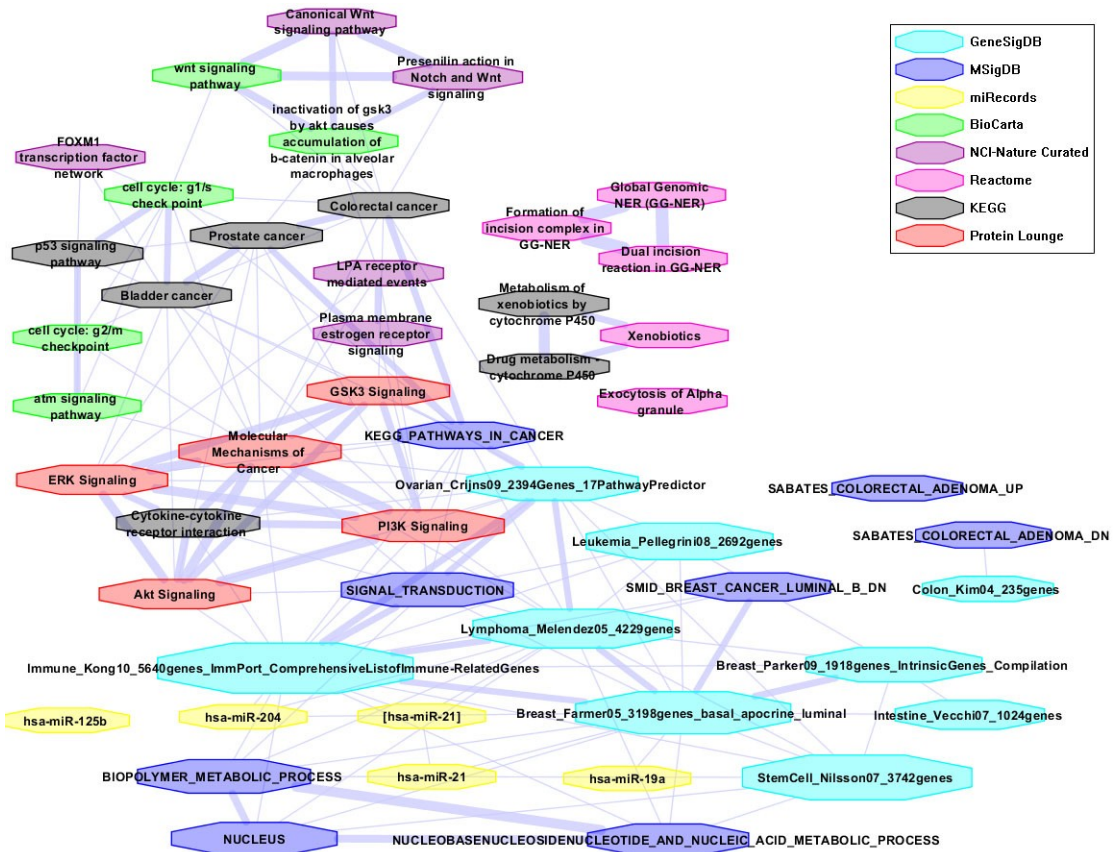 Canonical Wnt
signaling pathway
wnt signaling
pathway
Presenilin action in
Notch and Wnt
signaling
inactivation of gsk3
by akt causes
accumulation of
b-catenin in alveolar
macrophages
FOXM1
transcription factor
network
cell cycle: g1/s
check point
Colorectal cancer
Prostate cancer
p53 signaling
pathway
Bladder cancer
LPA receptor
mediated events
Plasma membrane
estrogen receptor
signaling
cell cycle: g2/m
checkpoint
atm signaling
pathway
Global Genomic
NER (GG-NER)
Formation of
incision complex in
GG-NER
Dual incision
reaction in GG-NER
Metabolism of
xenobiotics by
cytochrome P450
Xenobiotics
Drug metabolism -
cytochrome P450
Exocytosis of Alpha
granule
GSK3 Signaling
KEGG_PATHWAYS_IN_CANCER
Molecular
Mechanisms of
Cancer
ERK Signaling
Ovarian_Crijns09_2394Genes_17PathwayPredictor
SABATES_COLORECTAL_ADENOMA_UP
Cytokine-cytokine
receptor interaction
PI3K Signaling
Leukemia_Pellegrini08_2692genes
SABATES_COLORECTAL_ADENOMA_DN
Akt Signaling
SIGNAL_TRANSDUCTION
SMID_BREAST_CANCER_LUMINAL_B_DN
Colon_Kim04_235genes
Lymphoma_Melendez05_4229genes
Immune_Kong10_5640genes_ImmPort_ComprehensiveListofImmune-RelatedGenes
Breast_Parker09_1918genes_IntrinsicGenes_Compilation
hsa-miR-125b
hsa-miR-204
[hsa-miR-21]
Breast_Farmer05_3198genes_basal_apocrine_luminal
Intestine_Vecchi07_1024genes
BIOPOLYMER_METABOLIC_PROCESS
hsa-miR-21
hsa-miR-19a
StemCell_Nilsson07_3742genes
NUCLEUS
NUCLEOBASENUCLEOSIDENUCLEOTIDE_AND_NUCLEIC_ACID_METABOLIC_PROCESS
GeneSigDB
MSigDB
miRecords
BioCarta
NCI-Nature Curated
Reactome
KEGG
Protein Lounge